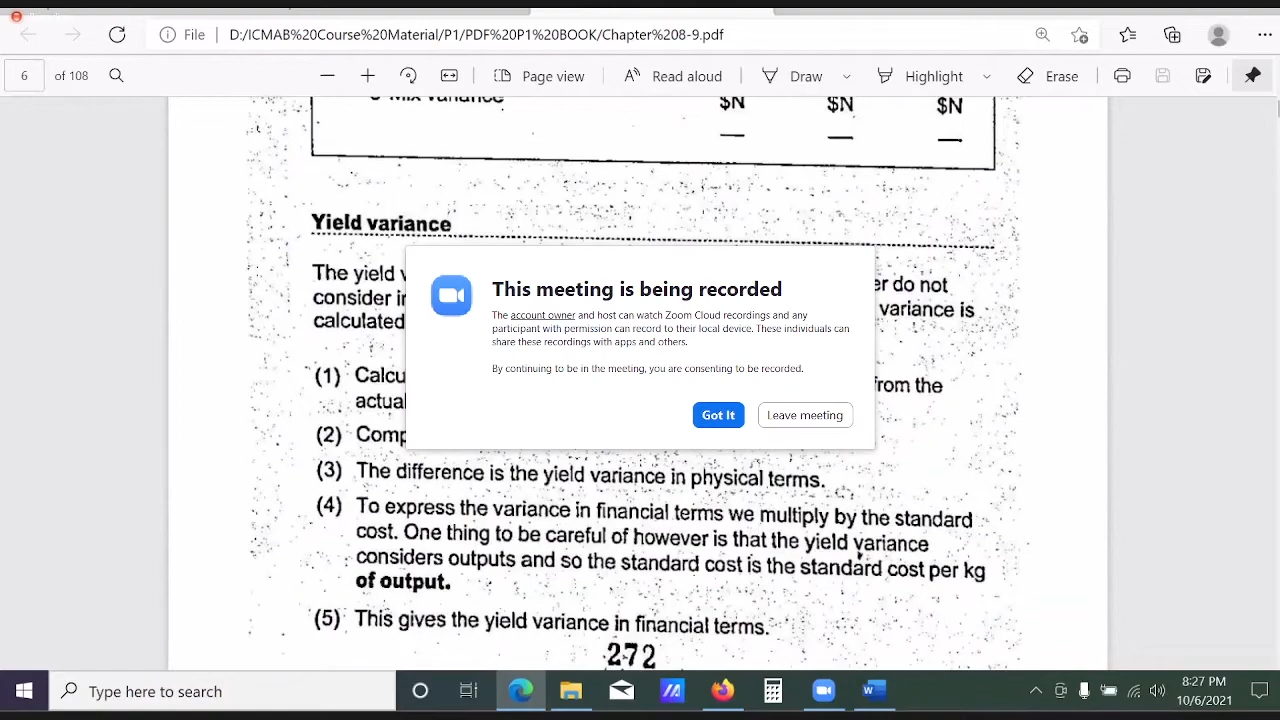 File
D:/ICMAB%20Course%20Material/P1/PDF%20P1%20BOOK/Chapter%208-9.pdf
6 of 108
Page view
Read aloud
Draw
Highlight
Erase
Mix variance $N $N $N
Yield variance
The yield
er do not
consider
variance is
calculated
(1) Calcu
from the
actual
(2) Comp
This meeting is being recorded
The account owner and host can watch Zoom Cloud recordings and any
participant with permission can record to their local device. These individuals can
share these recordings with apps and others.
By continuing to be in the meeting, you are consenting to be recorded.
Got It
Leave meeting
(3) The difference is the yield variance in physical terms.
(4) To express the variance in financial terms we multiply by the standard
cost. One thing to be careful of however is that the yield variance
considers outputs and so the standard cost is the standard cost per kg
of output.
(5) This gives the yield variance in financial terms.
272
Type here to search
8:27 PM
10/6/2021